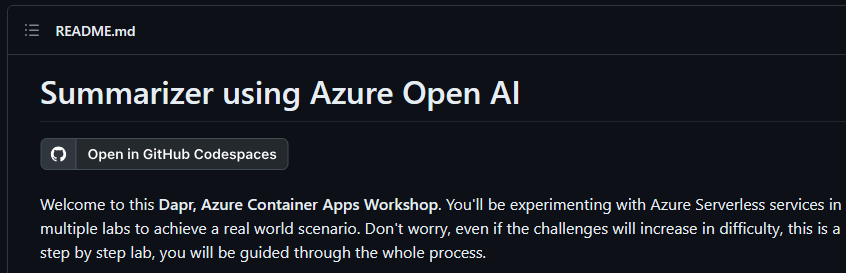 README.md
Summarizer using Azure Open AI
Open in GitHub Codespaces
Welcome to this Dapr, Azure Container Apps Workshop. You'll be experimenting with Azure Serverless services in
multiple labs to achieve a real world scenario. Don't worry, even if the challenges will increase in difficulty, this is a
step by step lab, you will be guided through the whole process.